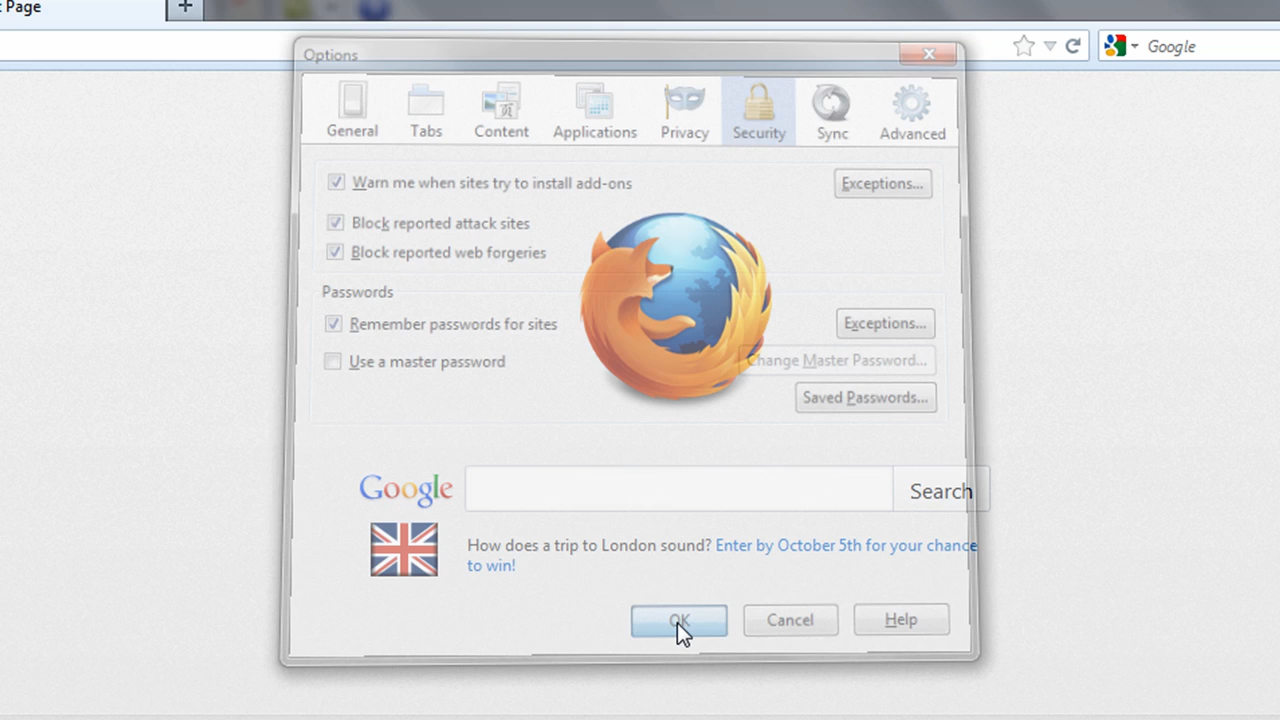 Page
Google
Options
General Tabs Content Applications Privacy Security Sync Advanced
Warn me when sites try to install add-ons Exceptions...
Block reported attack sites
Block reported web forgeries
Passwords
Remember passwords for sites Exceptions...
Use a master password Change Master Password...
Saved Passwords...
Google Search
How does a trip to London sound? Enter by October 5th for your chance
to win!
OK Cancel Help